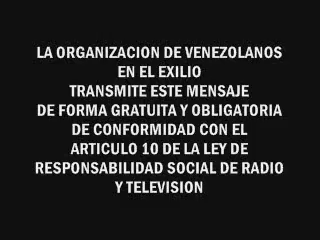 LA ORGANIZACION DE VENEZOLANOS
EN EL EXILIO
TRANSMITE ESTE MENSAJE
DE FORMA GRATUITA Y OBLIGATORIA
DE CONFORMIDAD CON EL
ARTICULO 10 DE LA LEY DE
RESPONSABILIDAD SOCIAL DE RADIO
Y TELEVISION